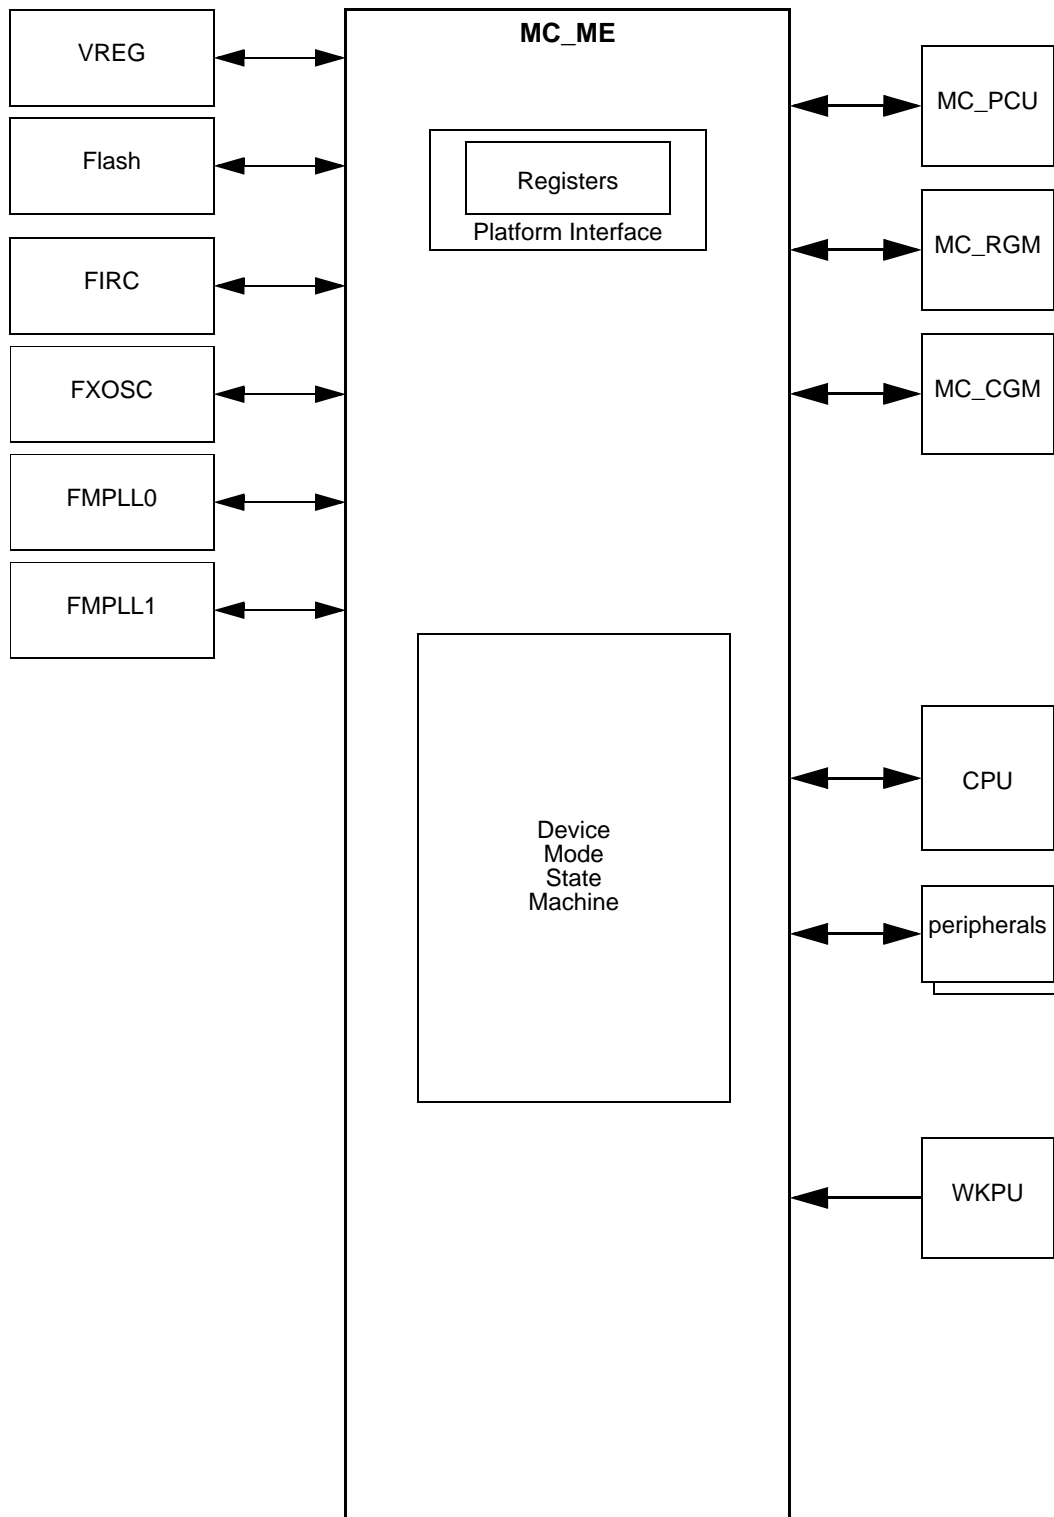 MC_ME
VREG
Flash
FIRC
FXOSC
FMPLL0
FMPLL1
Registers
Platform Interface
Device
Mode
State
Machine
MC_PCU
MC_RGM
MC_CGM
CPU
peripherals
WKPU